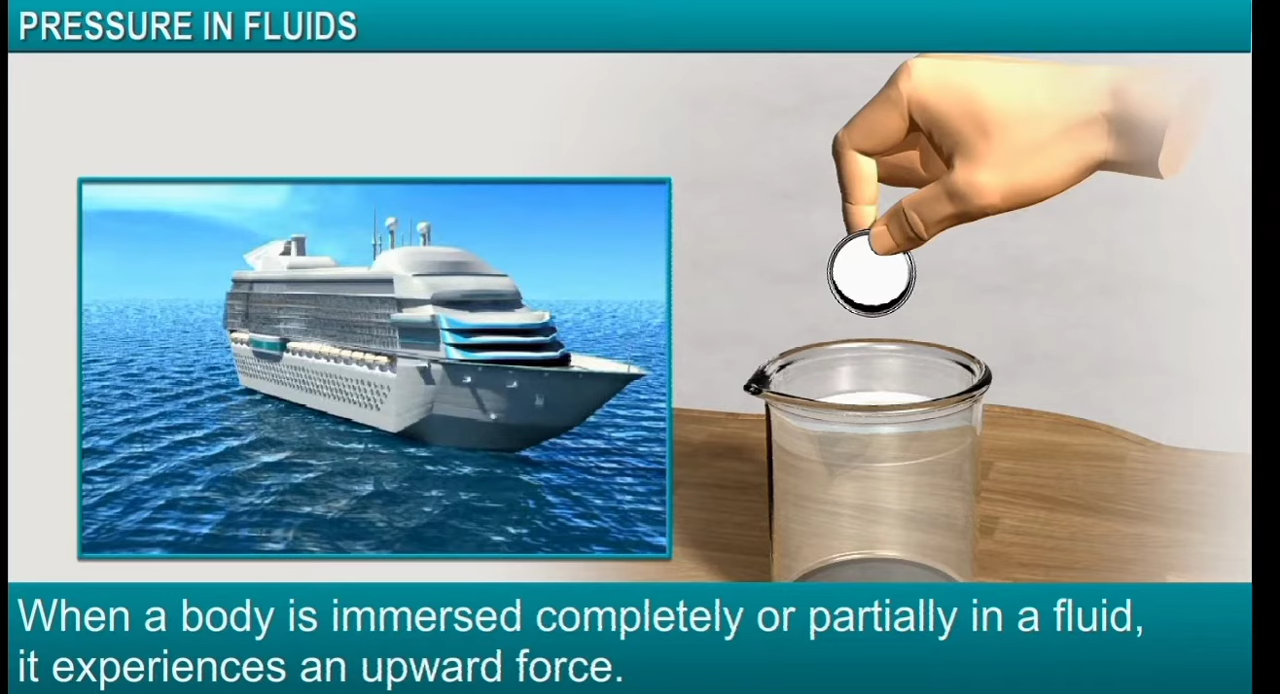 PRESSURE IN FLUIDS
When a body is immersed completely or partially in a fluid,
it experiences an upward force.